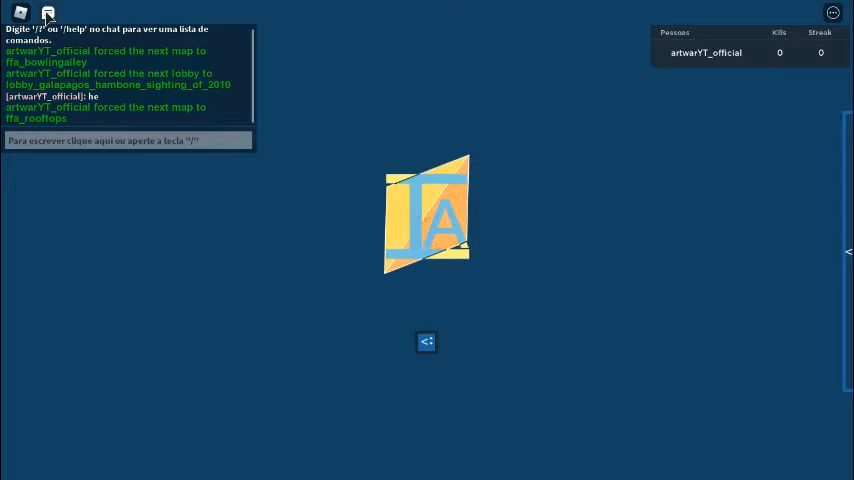 Digite '/?' ou '/help' no chat para ver uma lista de
comandos.
artwarYT_official forced the next map to
ffa_bowlingalley
artwarYT_official forced the next lobby to
lobby_galapagos_hambone_sighting_of_2010
[artwarYT_official]: he
artwarYT_official forced the next map to
ffa_rooftops
Para escrever clique aqui ou aperte a tecla "/"
Pessoas Kills Streak
artwarYT_official 0 0
IA
<:
<